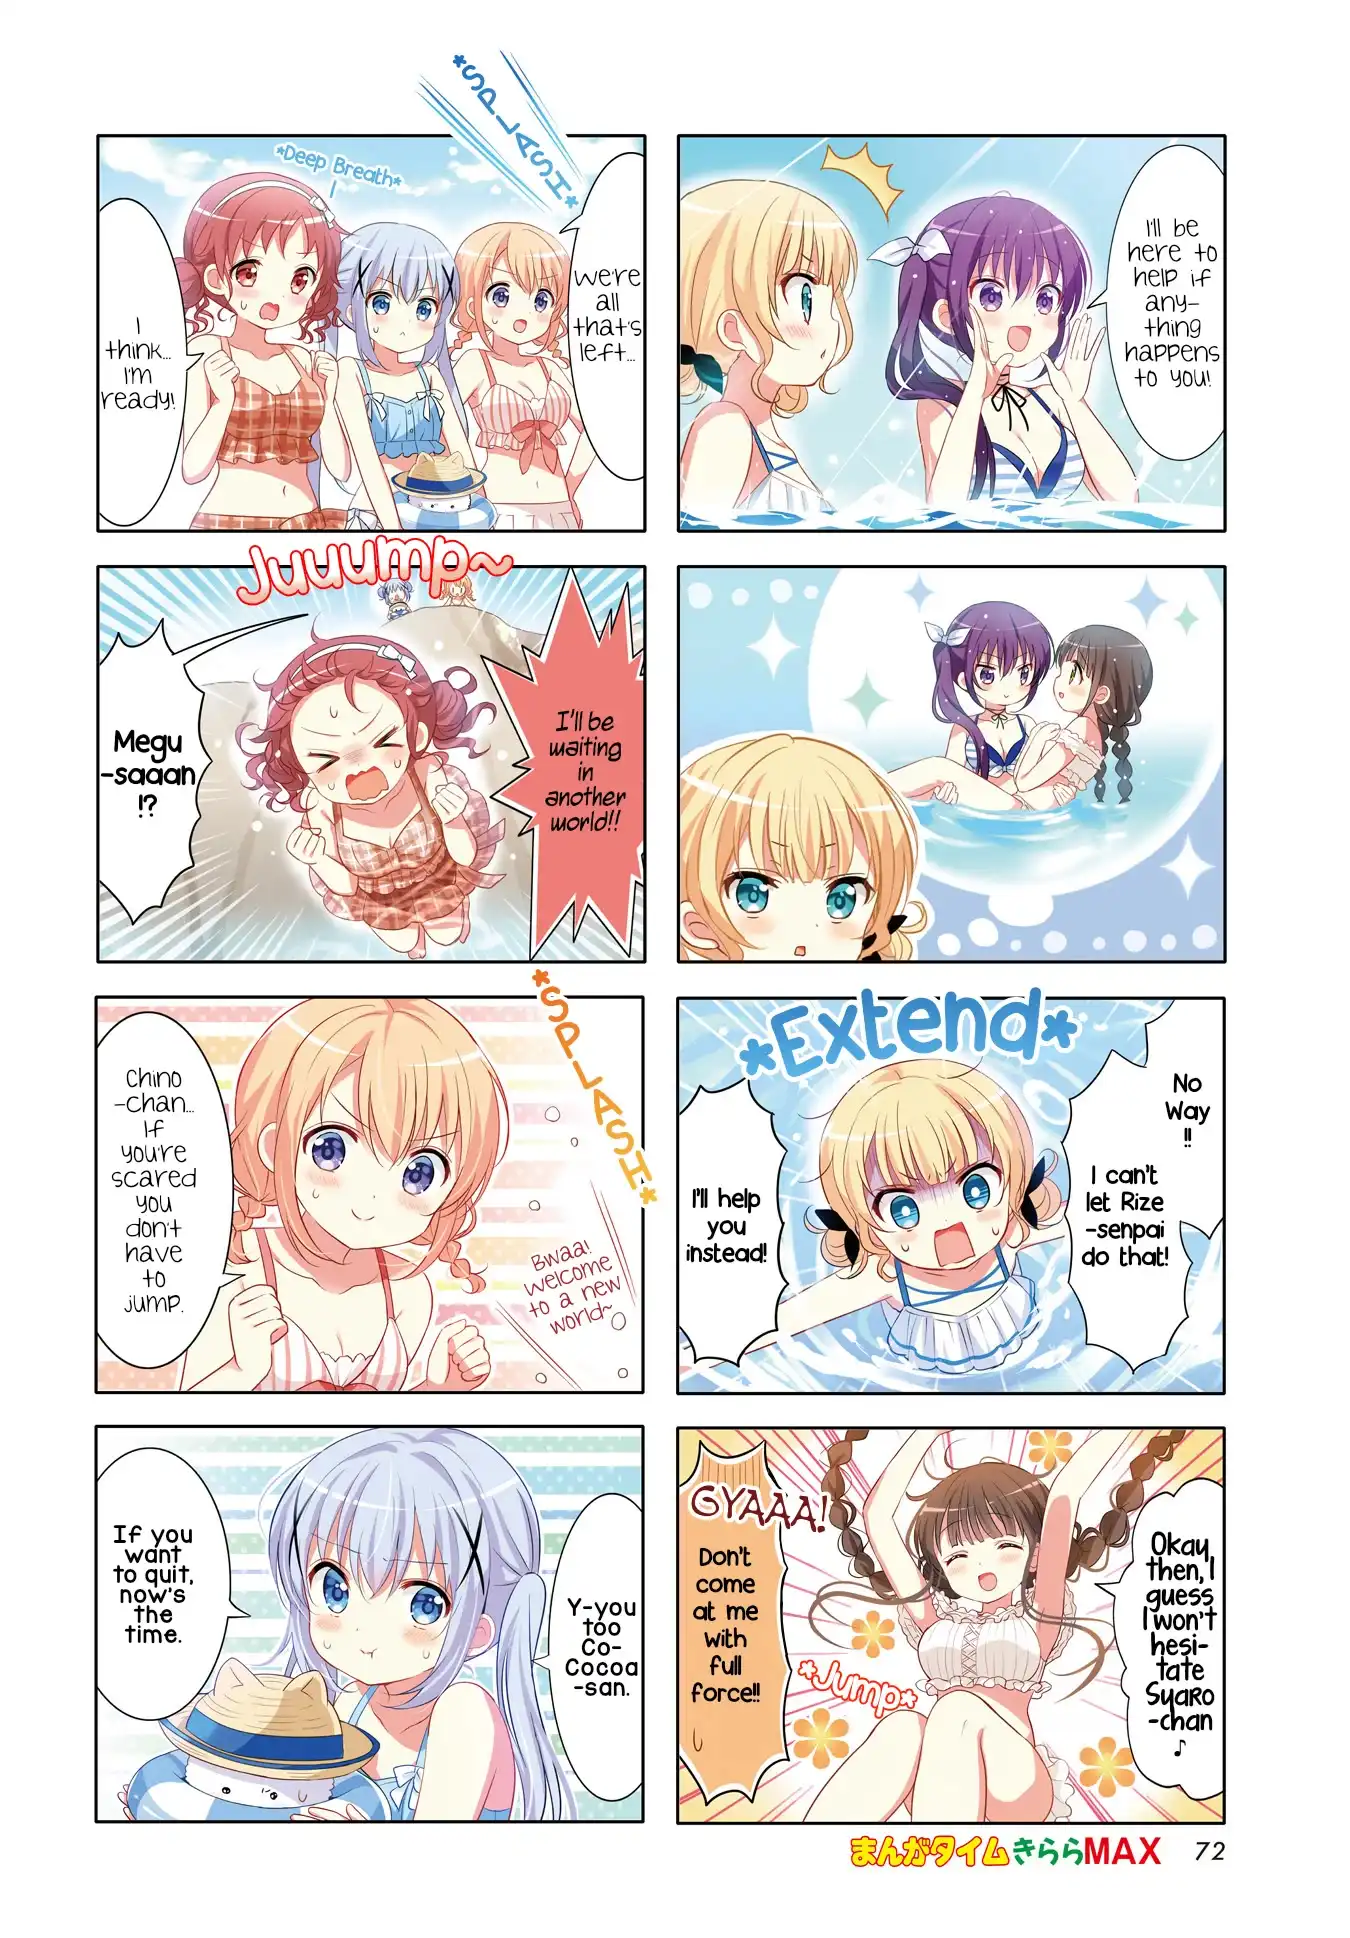 I'll be
here to
help if
any-
thing
happens
to you!
*Extend*
No
Way
!!
I can't
let Rize
-senpai
do that!
I'll help
you
instead!
Okay
then, I
guess
I won't
hesi-
tate
Syaro
-chan
♪
*Jump*
GYAAA!
Don't
come
at me
with
full
force!!
*SPLASH*
We're
all
that's
left...
*Deep Breath*
I
think...
I'm
ready!
Juuump~
I'll be
waiting
in
another
world!!
Megu
-saaan
!?
*SPLASH*
Bwaa!
Welcome
to a new
world~
Chino
-chan...
If
you're
scared
you
don't
have
to
jump.
Y-you
too
Co-
Cocoa
-san.
If you
want
to quit,
now's
the
time.
まんがタイムきららMAX 72